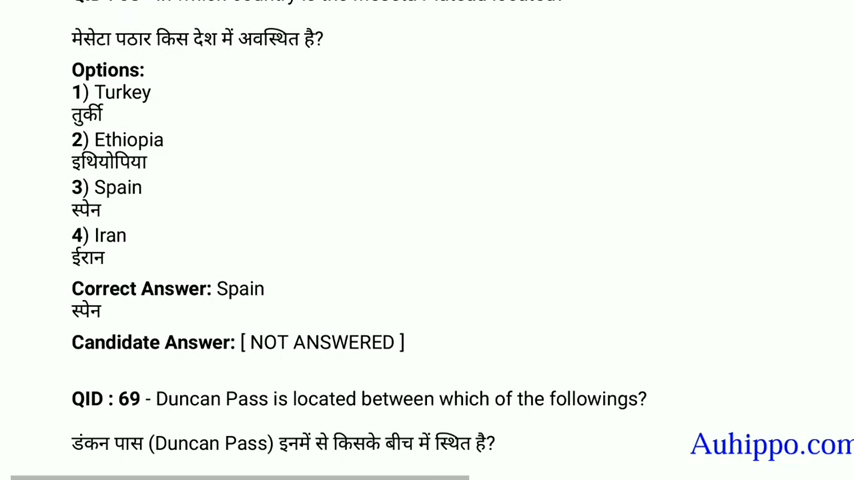 मेसेटा पठार किस देश में अवस्थित है?
Options:
1) Turkey
तुर्की
2) Ethiopia
इथियोपिया
3) Spain
स्पेन
4) Iran
ईरान
Correct Answer: Spain
स्पेन
Candidate Answer: [ NOT ANSWERED ]
QID : 69 - Duncan Pass is located between which of the followings?
डंकन पास (Duncan Pass) इनमें से किसके बीच में स्थित है?
Auhippo.com